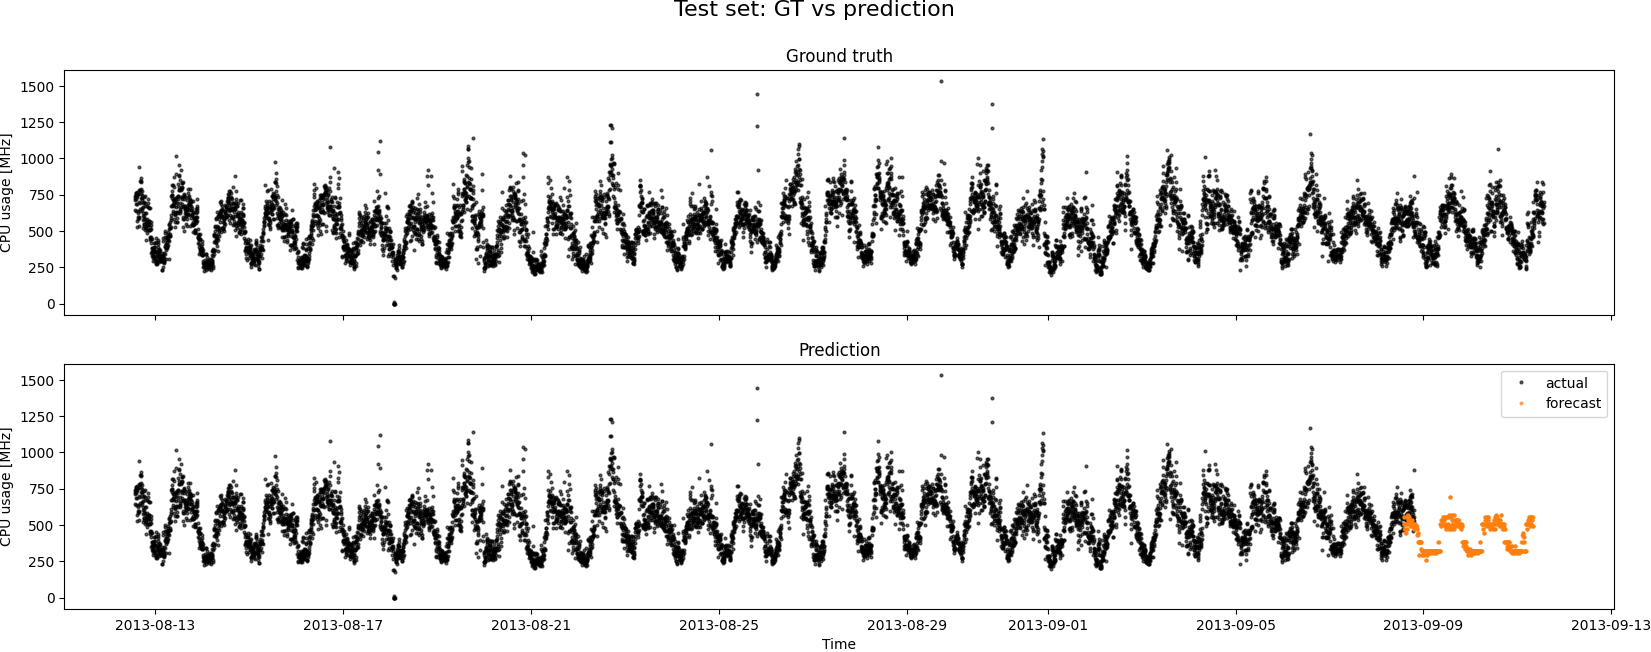 Test set: GT vs prediction
Ground truth
CPU usage [MHz]
1500
1250
1000
750
500
250
0
Prediction
CPU usage [MHz]
1500
1250
1000
750
500
250
0
actual
forecast
2013-08-13 2013-08-17 2013-08-21 2013-08-25 2013-08-29 2013-09-01 2013-09-05 2013-09-09 2013-09-13
Time